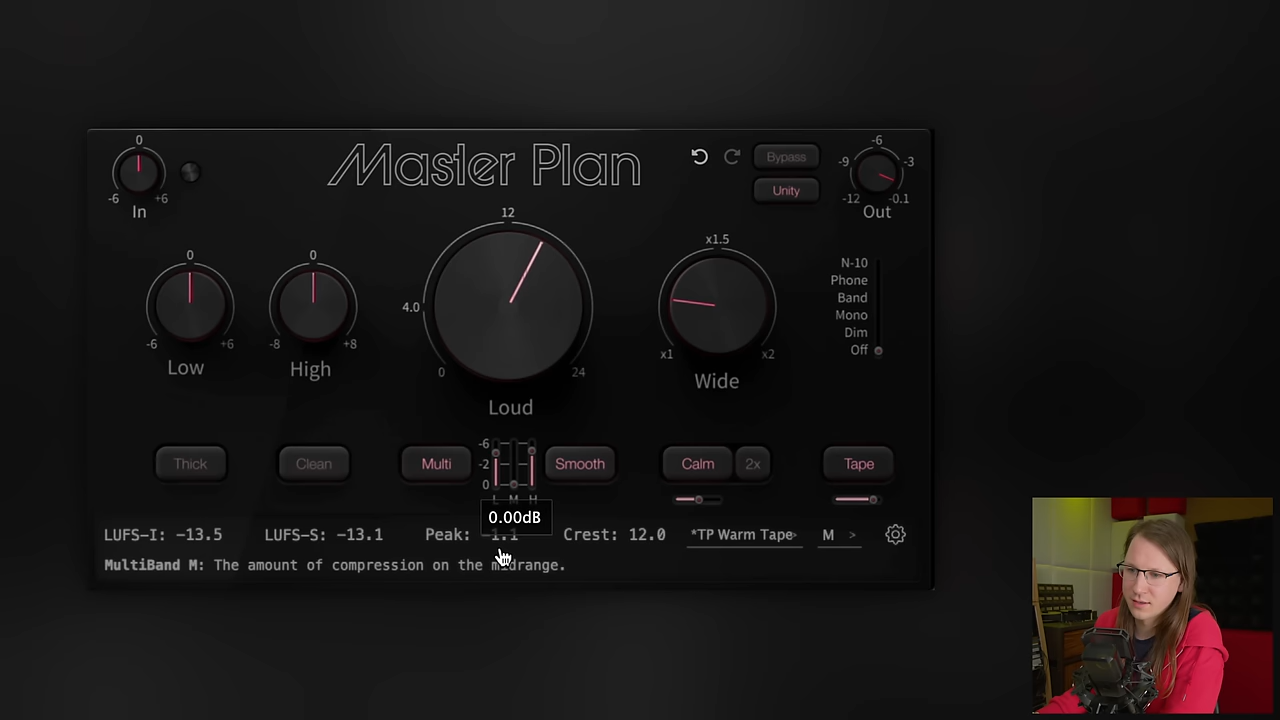 Master Plan
0
-6
+6
In
Bypass
Unity
-6
-9
-3
-12
-0.1
Out
0
-6
+6
Low
0
-8
+8
High
12
4.0
0
24
Loud
x1.5
x1
x2
Wide
N-10
Phone
Band
Mono
Dim
Off
Thick
Clean
Multi
-6
-2
0
L M H
Smooth
Calm
2x
Tape
0.00dB
LUFS-I: -13.5
LUFS-S: -13.1
Peak: -1.1
Crest: 12.0
*TP Warm Tape
M >
MultiBand M: The amount of compression on the midrange.